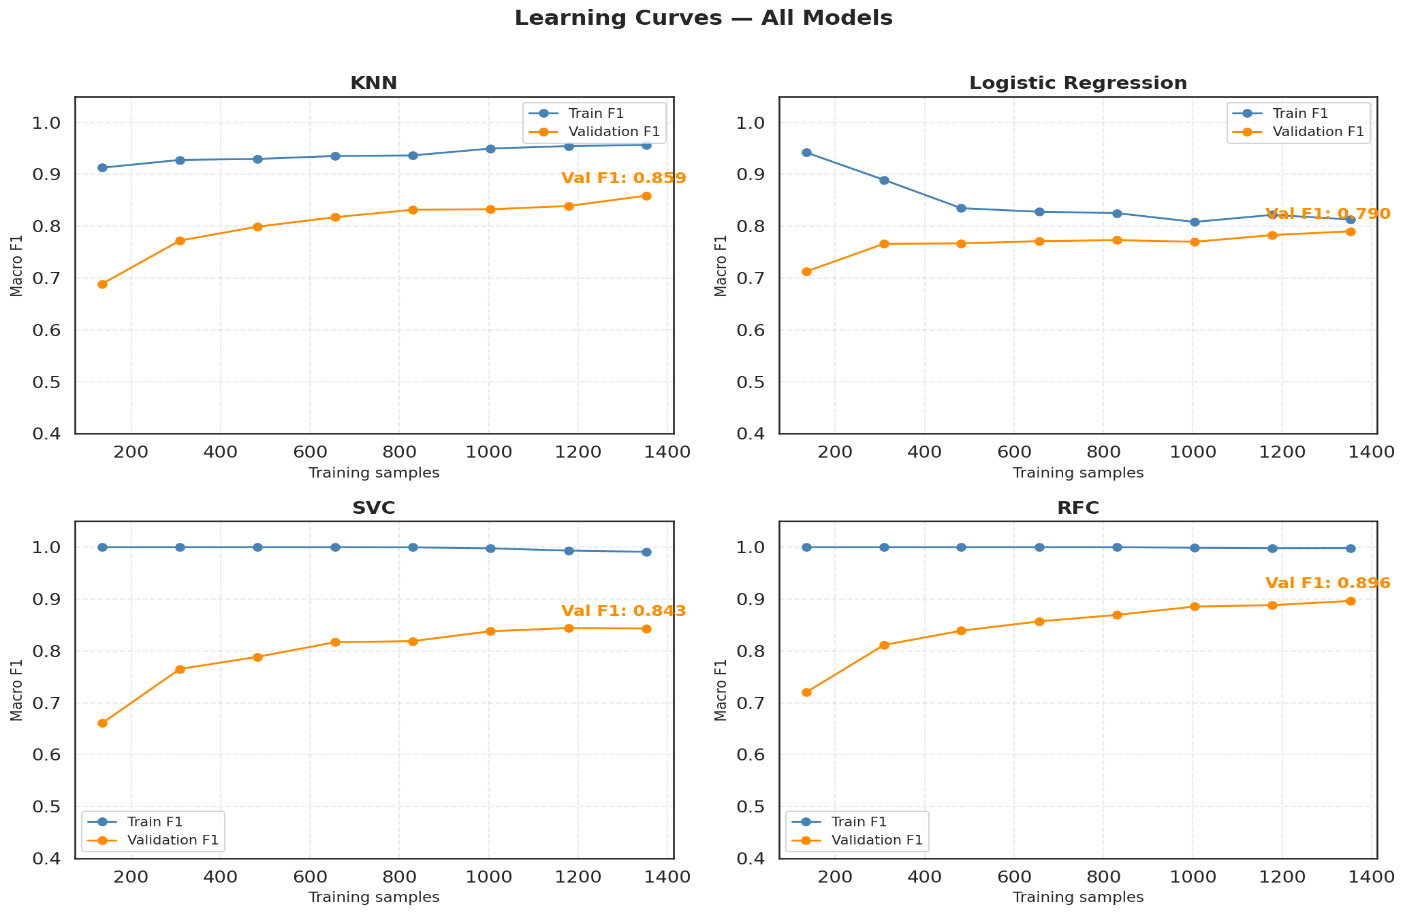 Learning Curves — All Models
KNN
Train F1
Validation F1
Val F1: 0.859
1.0
0.9
0.8
0.7
0.6
0.5
0.4
Macro F1
200 400 600 800 1000 1200 1400
Training samples
Logistic Regression
Train F1
Validation F1
Val F1: 0.790
1.0
0.9
0.8
0.7
0.6
0.5
0.4
Macro F1
200 400 600 800 1000 1200 1400
Training samples
SVC
Val F1: 0.843
1.0
0.9
0.8
0.7
0.6
0.5
0.4
Macro F1
Train F1
Validation F1
200 400 600 800 1000 1200 1400
Training samples
RFC
Val F1: 0.896
1.0
0.9
0.8
0.7
0.6
0.5
0.4
Macro F1
Train F1
Validation F1
200 400 600 800 1000 1200 1400
Training samples